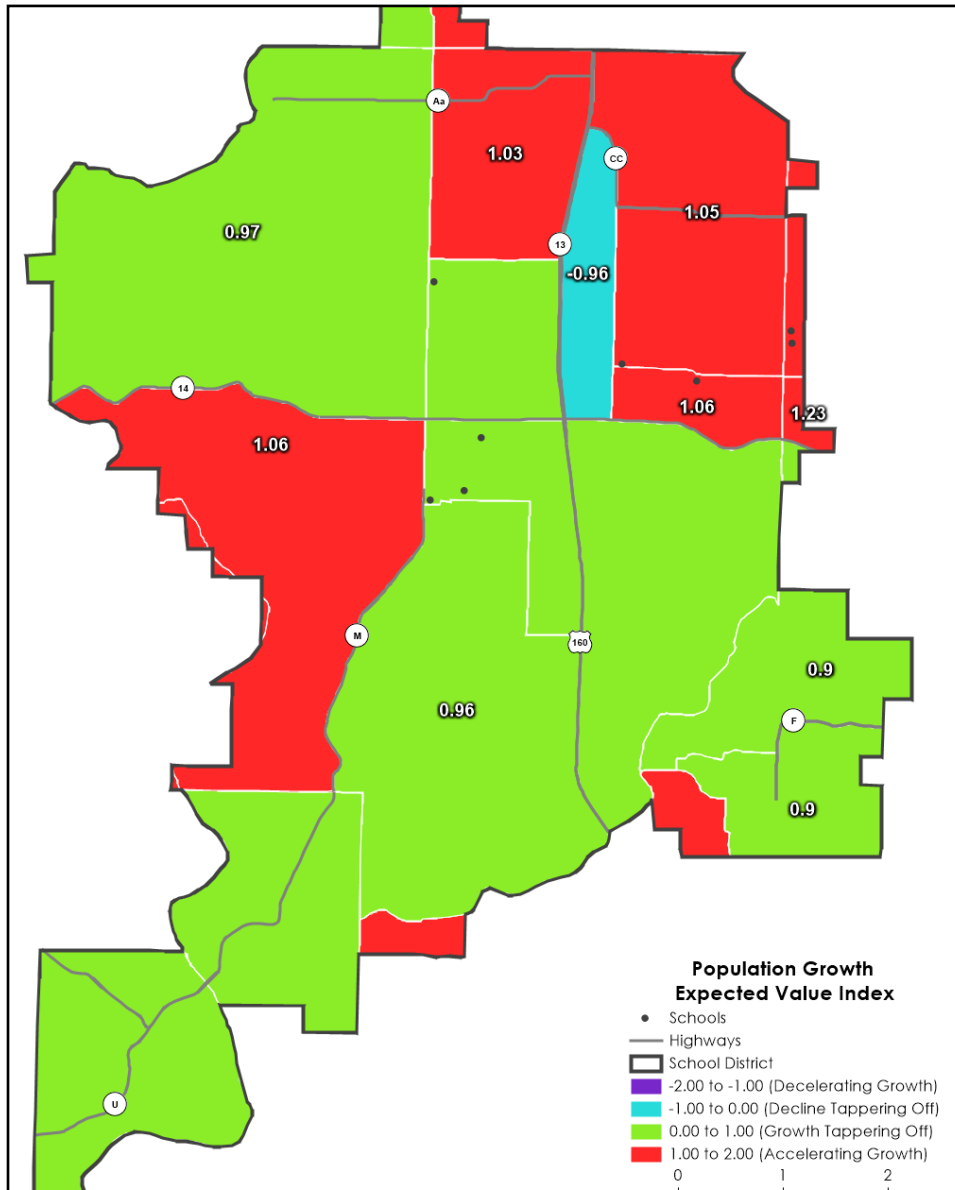 Aa
1.03
CC
1.05
0.97
13
-0.96
14
1.06
1.06
1.23
M
160
0.9
0.96
F
0.9
U
Population Growth
Expected Value Index
Schools
Highways
School District
-2.00 to -1.00 (Decelerating Growth)
-1.00 to 0.00 (Decline Tappering Off)
0.00 to 1.00 (Growth Tappering Off)
1.00 to 2.00 (Accelerating Growth)
0 1 2